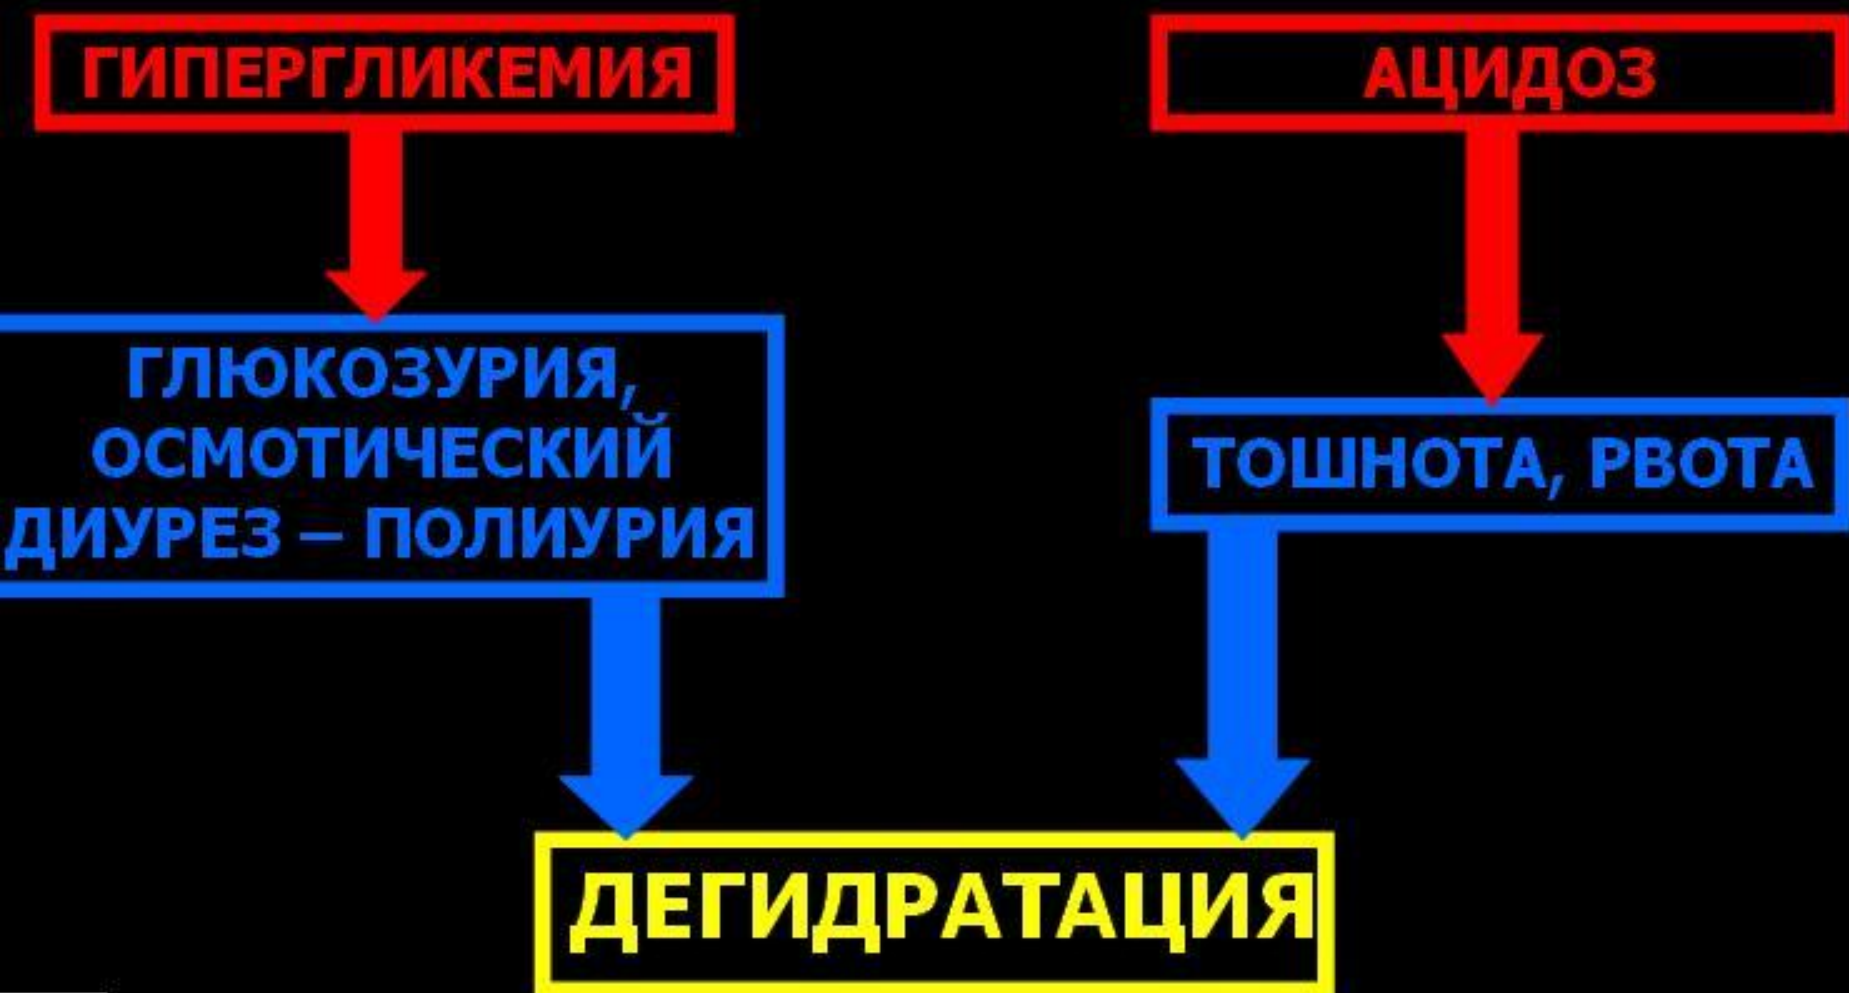 ГИПЕРГЛИКЕМИЯ
АЦИДОЗ
ГЛЮКОЗУРИЯ,
ОСМОТИЧЕСКИЙ
ДИУРЕЗ – ПОЛИУРИЯ
ТОШНОТА, РВОТА
ДЕГИДРАТАЦИЯ